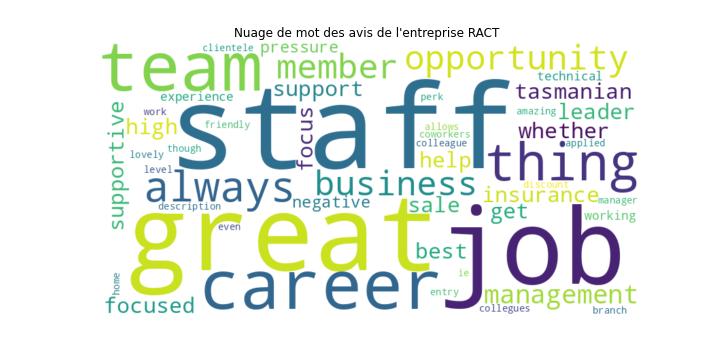 Nuage de mot des avis de l'entreprise RACT
clientele pressure
team member opportunity
technical
support tasmanian
experience perk
staff
work amazing leader
high friendly focus allows
coworkers whether
supportive though colleague applied
lovely help thing
level always business discount
insurance manager
description negative sale get working
great job
even best
home career ie
entry management
focused collegues branch